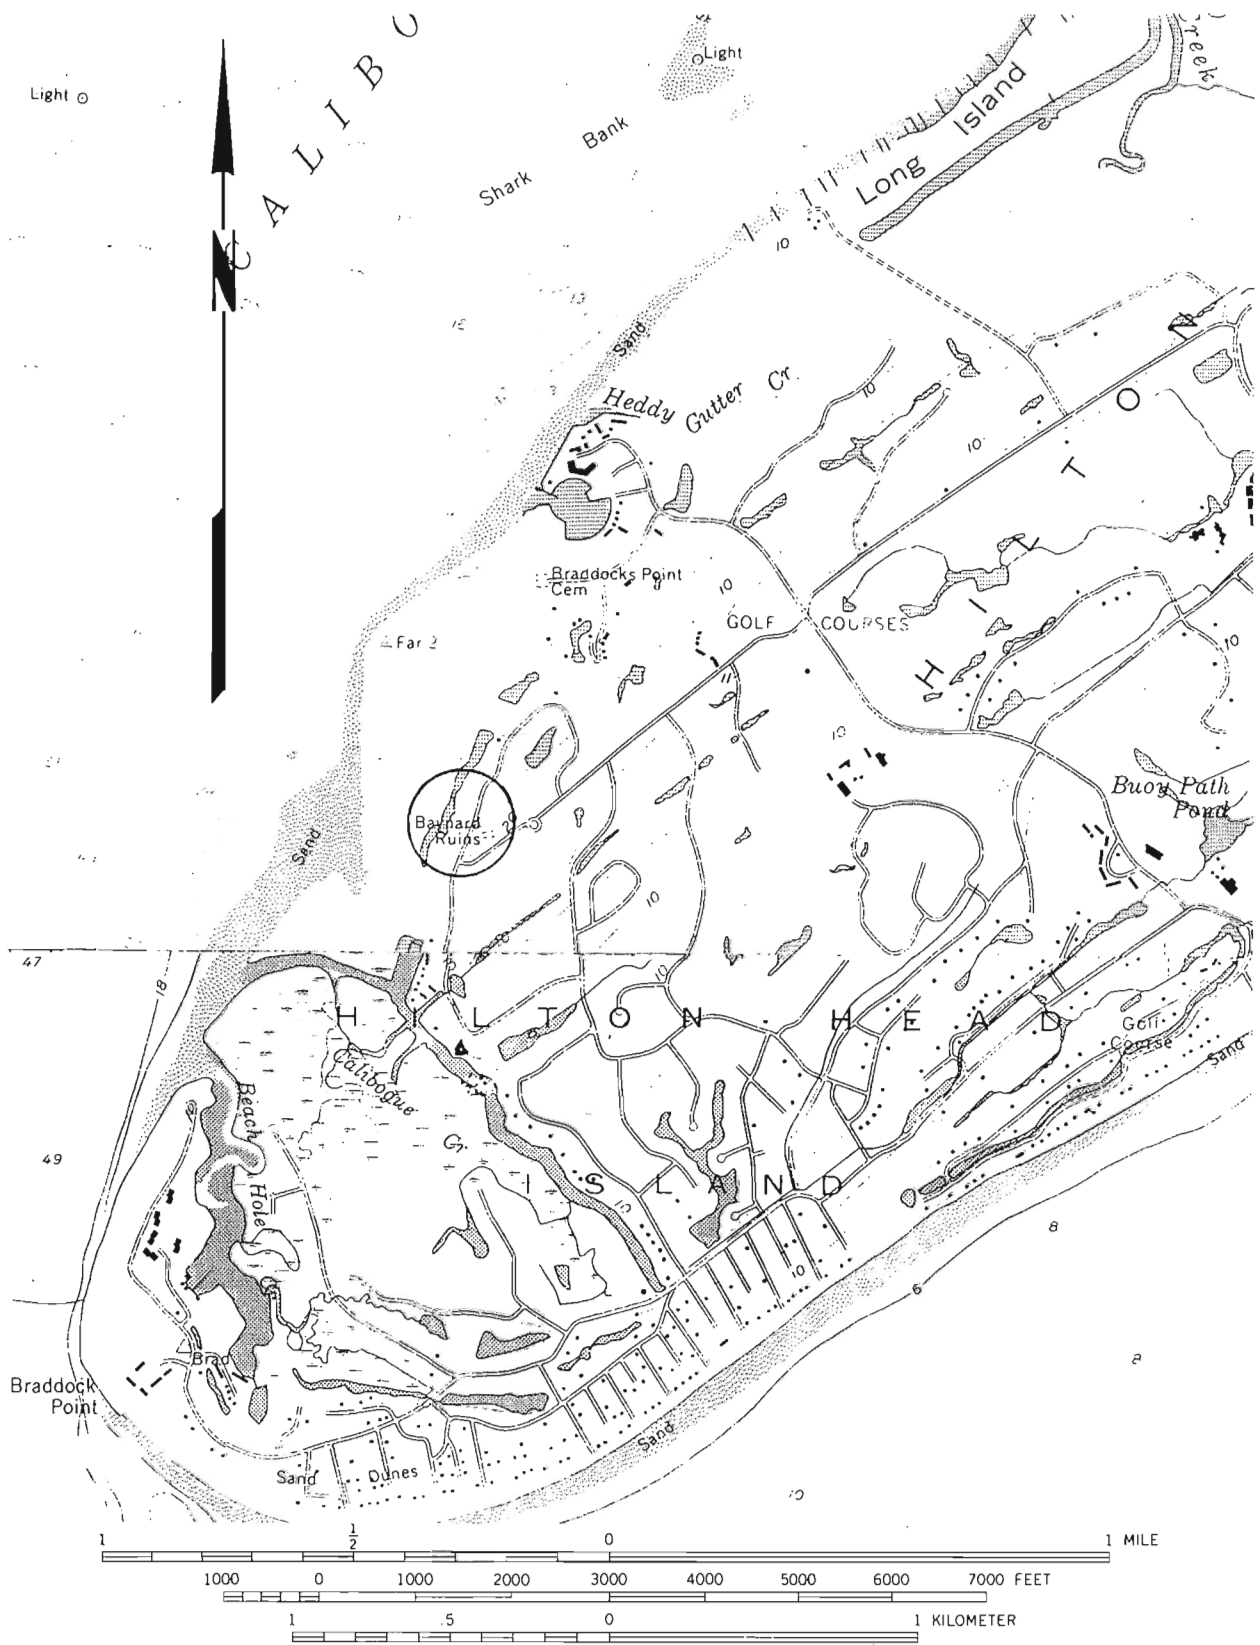 Light
Light
Creek
CALIBO
Shark Bank
Long Island
N
10
Sand
Heddy Gutter Cr.
10
10
Braddocks Point
Cem
10
GOLF COURSES
Far 2
10
10
Baynard
Ruins
Buoy Path
Pond
Sand
10
47
18
10
HILTON HEAD
HILTON
Golf
Course
Sand
Calibogue
Cr.
Beach Hole
49
ISLAND
10
10
8
6
8
Brad
Braddock
Point
Sand
Sand Dunes
10
1 1/2 0 1 MILE
1000 0 1000 2000 3000 4000 5000 6000 7000 FEET
1 .5 0 1 KILOMETER